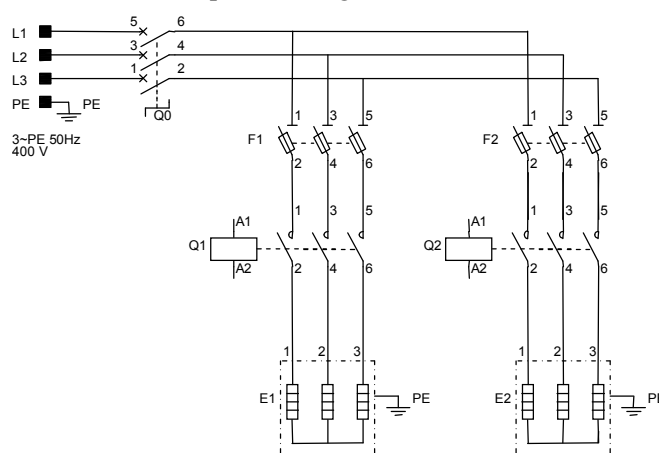 L1 5 6
L2 3 4
L3 1 2
PE PE Q0
3~PE 50Hz
400 V
1 3 5 1 3 5
F1 F2
2 4 6 2 4 6
1 3 5 1 3 5
A1 A1
Q1 Q2
A2 2 4 6 A2 2 4 6
1 2 3 1 2 3
E1 PE E2 PE